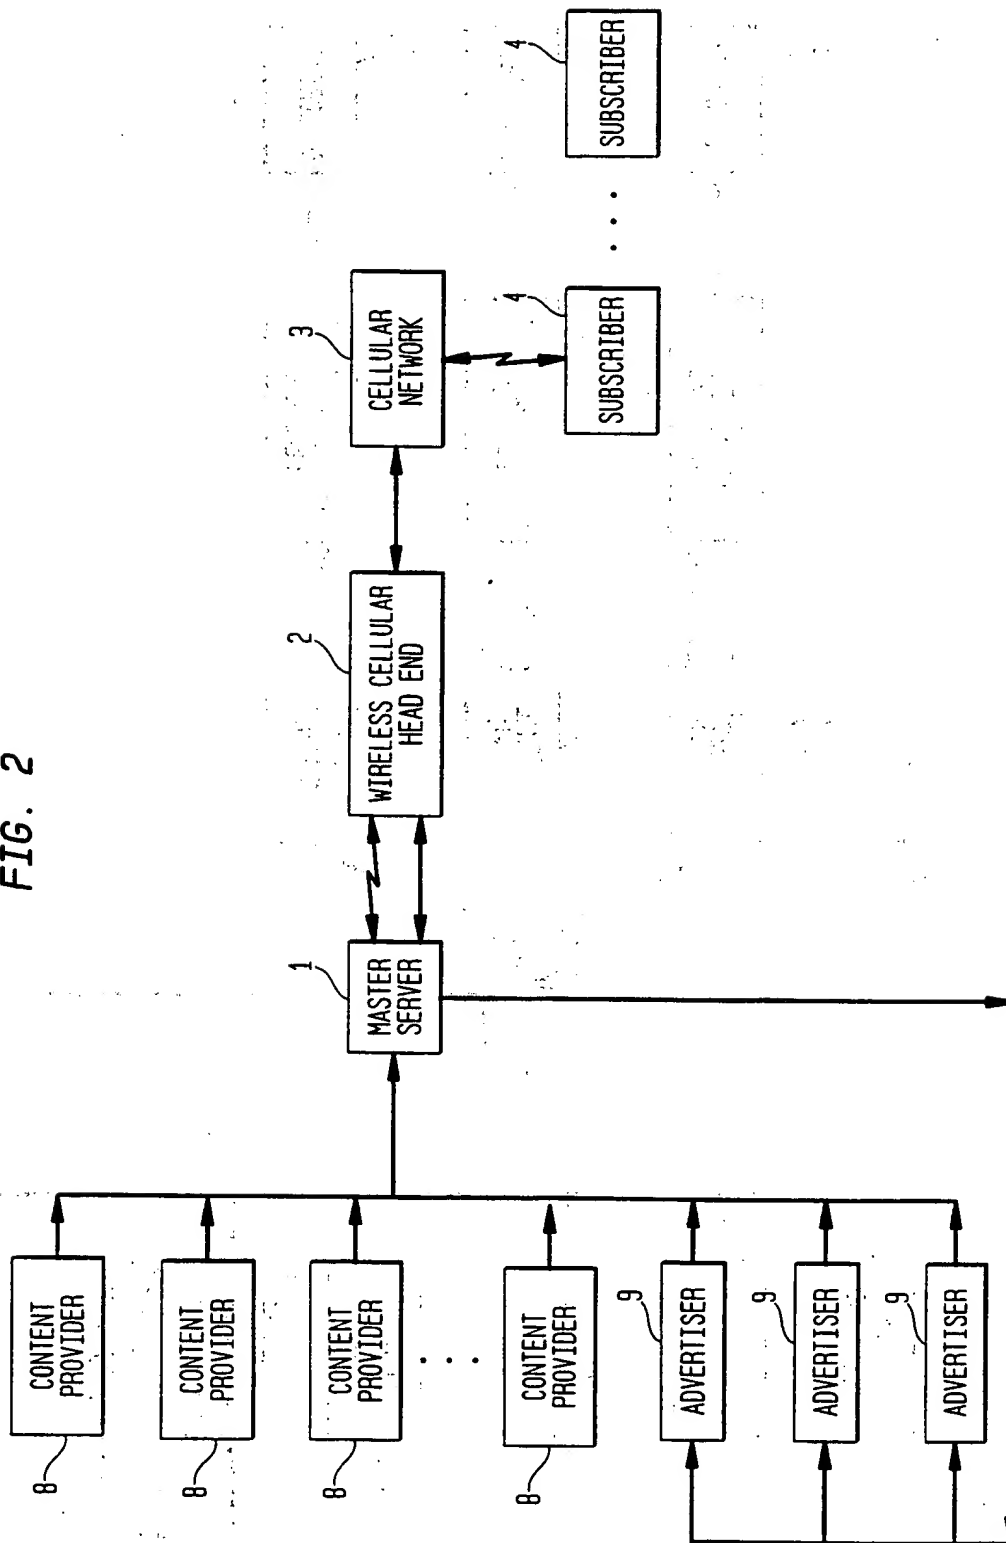 FIG. 2
8
CONTENT
PROVIDER
8
CONTENT
PROVIDER
8
CONTENT
PROVIDER
. . .
8
CONTENT
PROVIDER
9
ADVERTISER
9
ADVERTISER
9
ADVERTISER
1
MASTER
SERVER
2
WIRELESS CELLULAR
HEAD END
3
CELLULAR
NETWORK
4
SUBSCRIBER
. . .
4
SUBSCRIBER